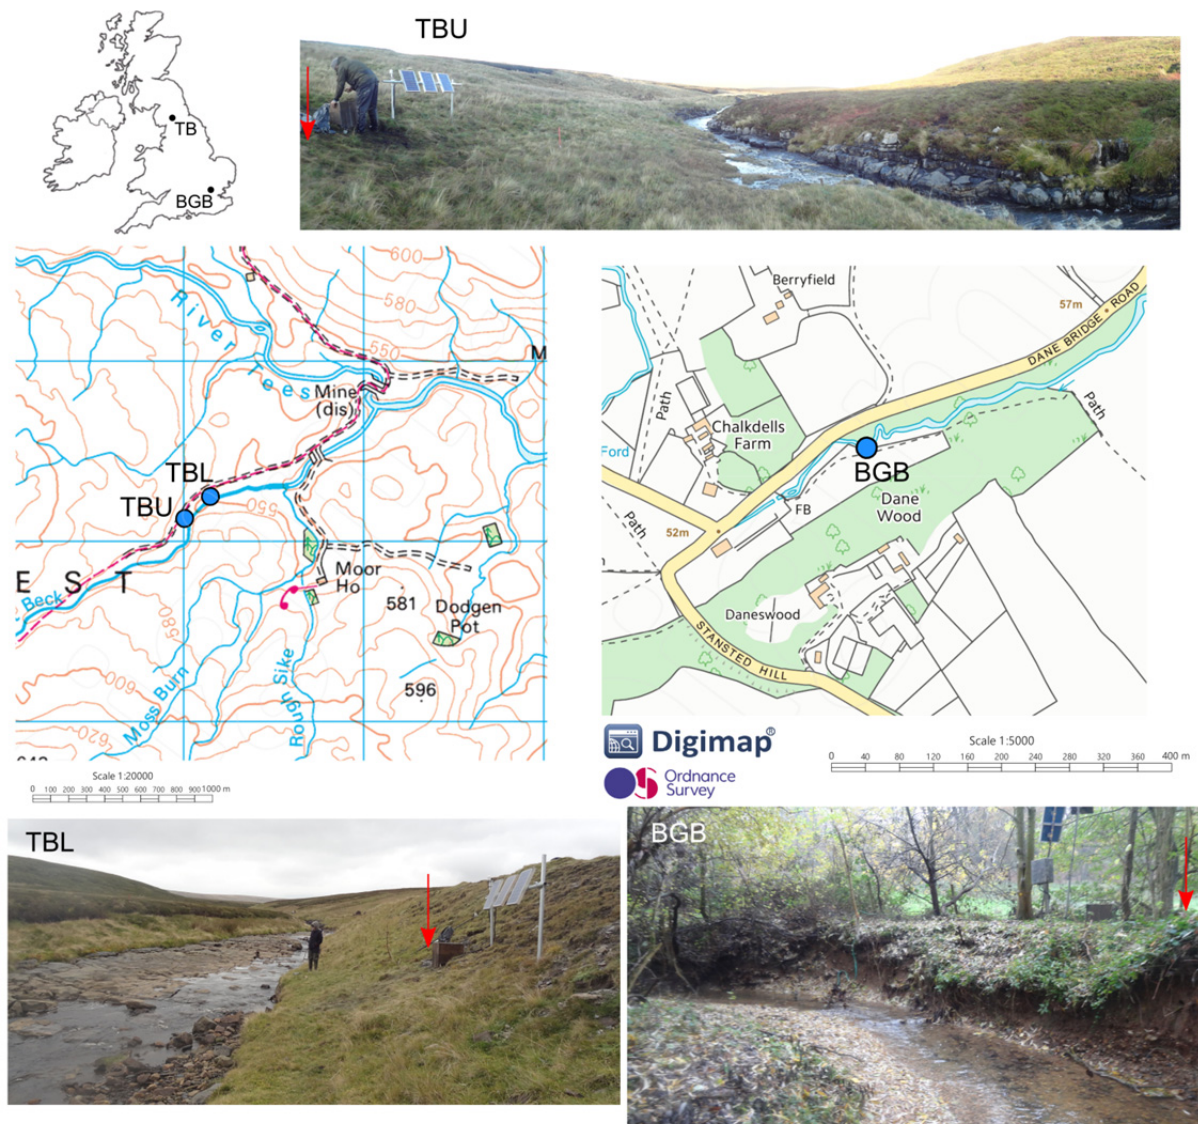 TBU
TB
BGB
600
580
550
River Tees
Mine
(dis)
M
TBL
TBU
550
E S T
Beck
580
600
620
Moss Burn
Rough Sike
Moor
Ho
581
Dodgen
Pot
596
Scale 1:20000
0 100 200 300 400 500 600 700 800 900 1000 m
Berryfield
57m
DANE BRIDGE ROAD
Path
Path
Chalkdells
Farm
Ford
BGB
Dane
Wood
FB
Path
52m
Daneswood
STANSTED HILL
Digimap®
Ordnance
Survey
Scale 1:5000
0 40 80 120 160 200 240 280 320 360 400 m
TBL
BGB